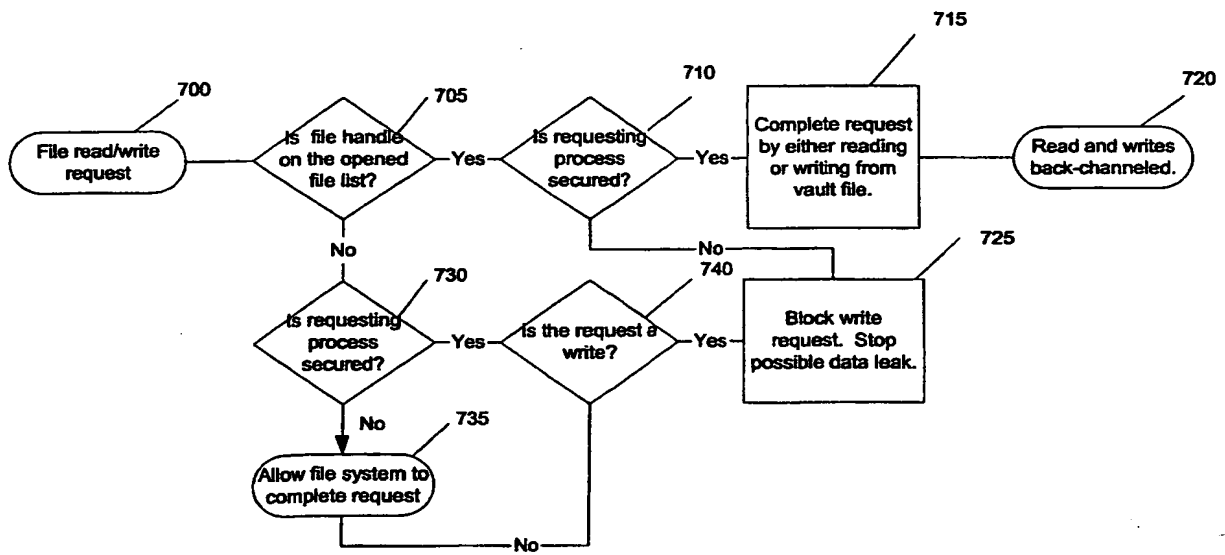 700
File read/write
request
705
Is file handle
on the opened
file list?
Yes
710
Is requesting
process
secured?
Yes
715
Complete request
by either reading
or writing from
vault file.
720
Read and writes
back-channeled.
No
No
725
Block write
request. Stop
possible data leak.
730
Is requesting
process
secured?
Yes
740
Is the request a
write?
Yes
No
735
Allow file system to
complete request
No